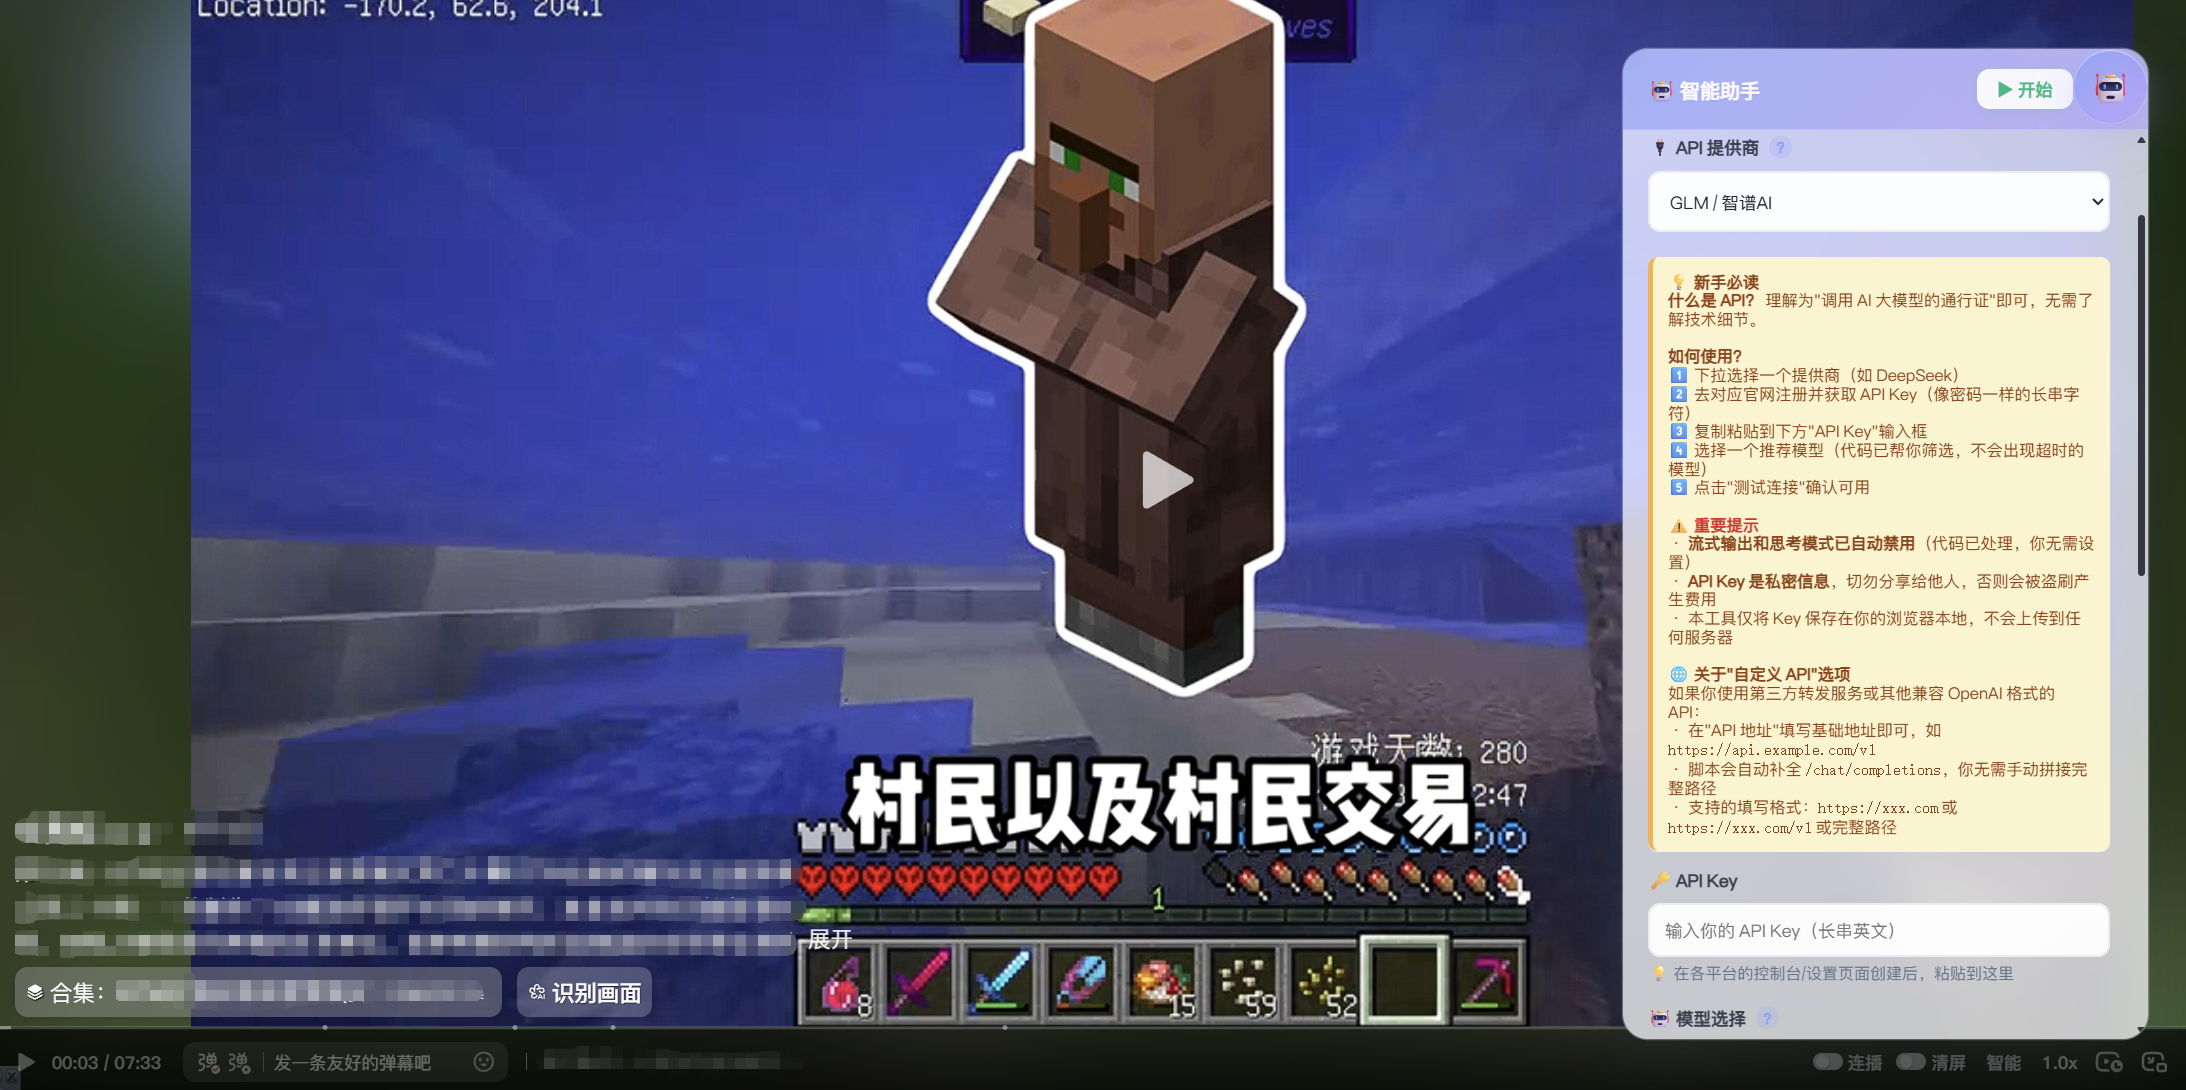 Location: -170.2, 62.6, 204.1
ves
游戏天数：280
2:47
村民以及村民交易
1
8
15
59
52
展开
合集：
识别画面
00:03 / 07:33
弹 弹
发一条友好的弹幕吧
连播
清屏
智能
1.0x
智能助手
开始
API 提供商 ?
GLM / 智谱AI
新手必读
什么是 API？ 理解为"调用 AI 大模型的通行证"即可，无需了
解技术细节。
如何使用？
1 下拉选择一个提供商（如 DeepSeek）
2 去对应官网注册并获取 API Key（像密码一样的长串字
符）
3 复制粘贴到下方"API Key"输入框
4 选择一个推荐模型（代码已帮你筛选，不会出现超时的
模型）
5 点击"测试连接"确认可用
重要提示
· 流式输出和思考模式已自动禁用（代码已处理，你无需设
置）
· API Key 是私密信息，切勿分享给他人，否则会被盗刷产
生费用
· 本工具仅将 Key 保存在你的浏览器本地，不会上传到任
何服务器
关于"自定义 API"选项
如果你使用第三方转发服务或其他兼容 OpenAI 格式的
API：
· 在"API 地址"填写基础地址即可，如
https://api.example.com/v1
· 脚本会自动补全 /chat/completions，你无需手动拼接完
整路径
· 支持的填写格式：https://xxx.com 或
https://xxx.com/v1 或完整路径
API Key
输入你的 API Key（长串英文）
在各平台的控制台/设置页面创建后，粘贴到这里
模型选择 ?